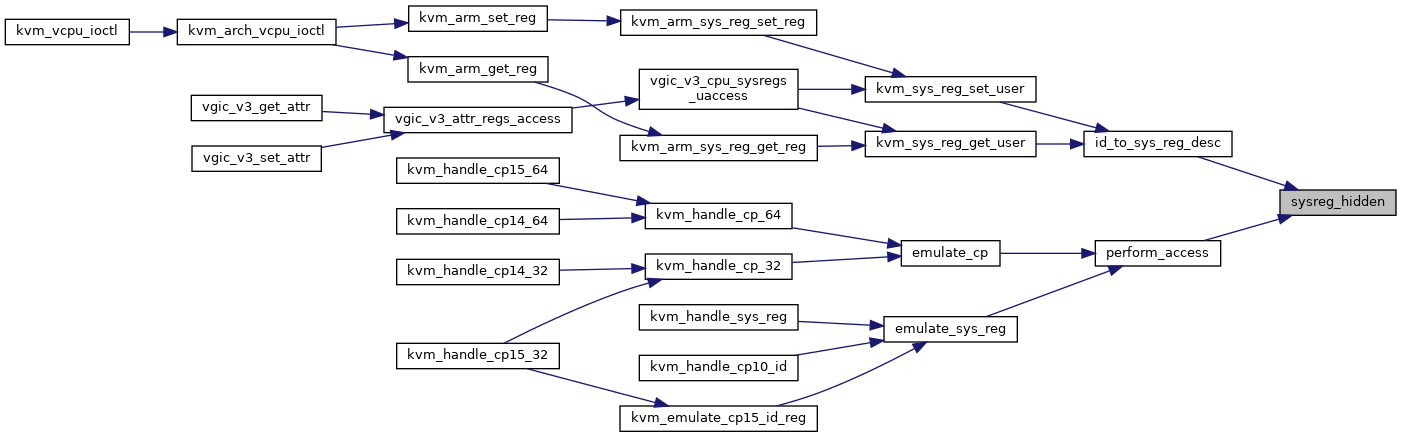 kvm_vcpu_ioctl
kvm_arch_vcpu_ioctl
kvm_arm_set_reg
kvm_arm_sys_reg_set_reg
kvm_arm_get_reg
vgic_v3_cpu_sysregs
_uaccess
kvm_sys_reg_set_user
vgic_v3_get_attr
vgic_v3_attr_regs_access
kvm_arm_sys_reg_get_reg
kvm_sys_reg_get_user
id_to_sys_reg_desc
vgic_v3_set_attr
kvm_handle_cp15_64
sysreg_hidden
kvm_handle_cp14_64
kvm_handle_cp_64
emulate_cp
perform_access
kvm_handle_cp14_32
kvm_handle_cp_32
kvm_handle_sys_reg
emulate_sys_reg
kvm_handle_cp15_32
kvm_handle_cp10_id
kvm_emulate_cp15_id_reg